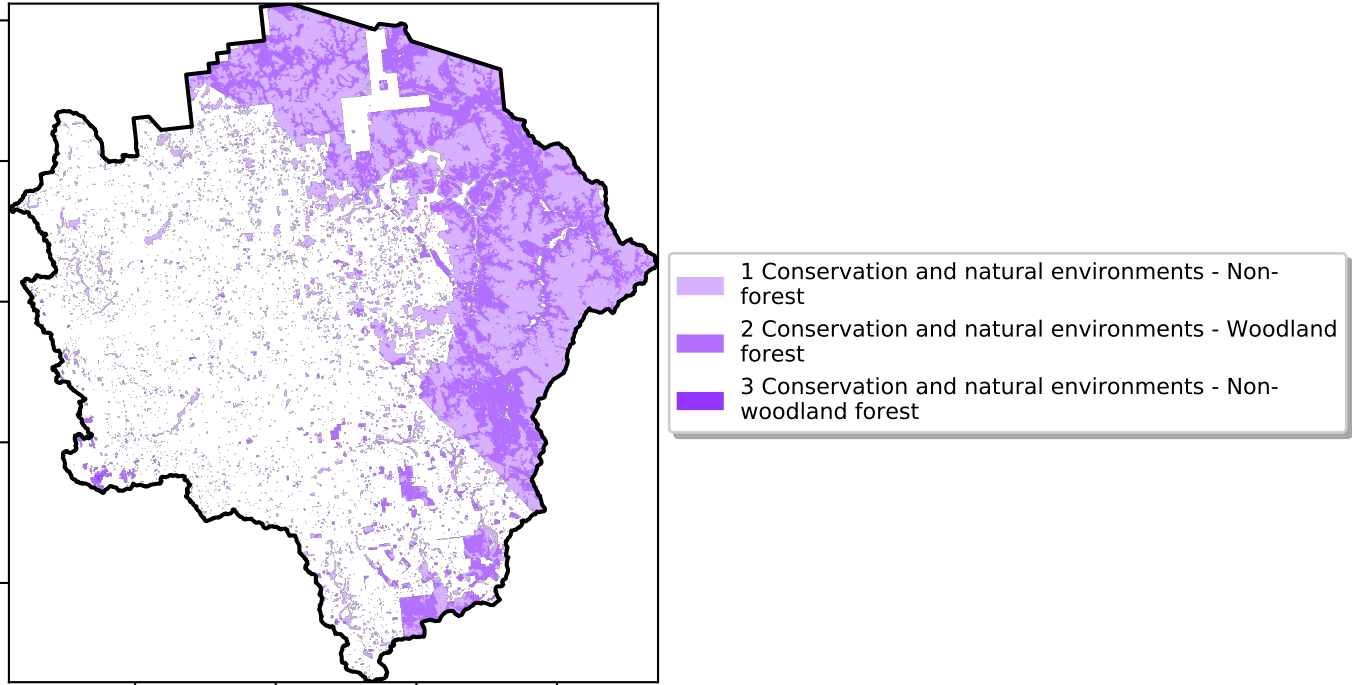 1 Conservation and natural environments - Non-
forest
2 Conservation and natural environments - Woodland
forest
3 Conservation and natural environments - Non-
woodland forest